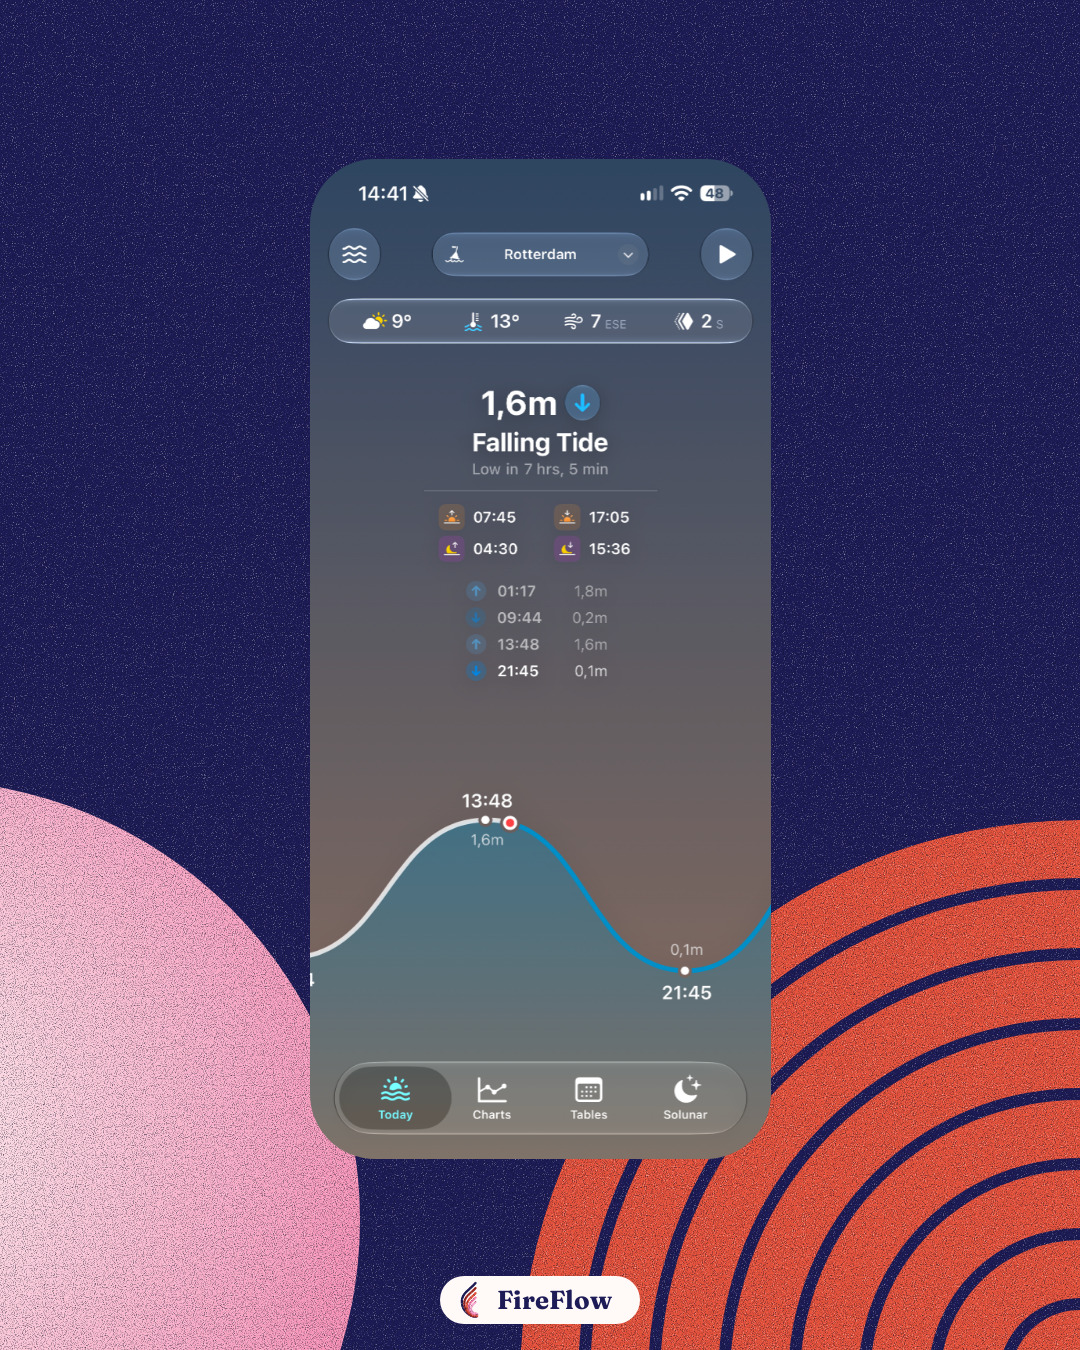 14:41 48
Rotterdam
9° 13° 7 ESE 2 S
1,6m
Falling Tide
Low in 7 hrs, 5 min
07:45 17:05
04:30 15:36
01:17 1,8m
09:44 0,2m
13:48 1,6m
21:45 0,1m
13:48
1,6m
0,1m
4
21:45
Today Charts Tables Solunar
FireFlow